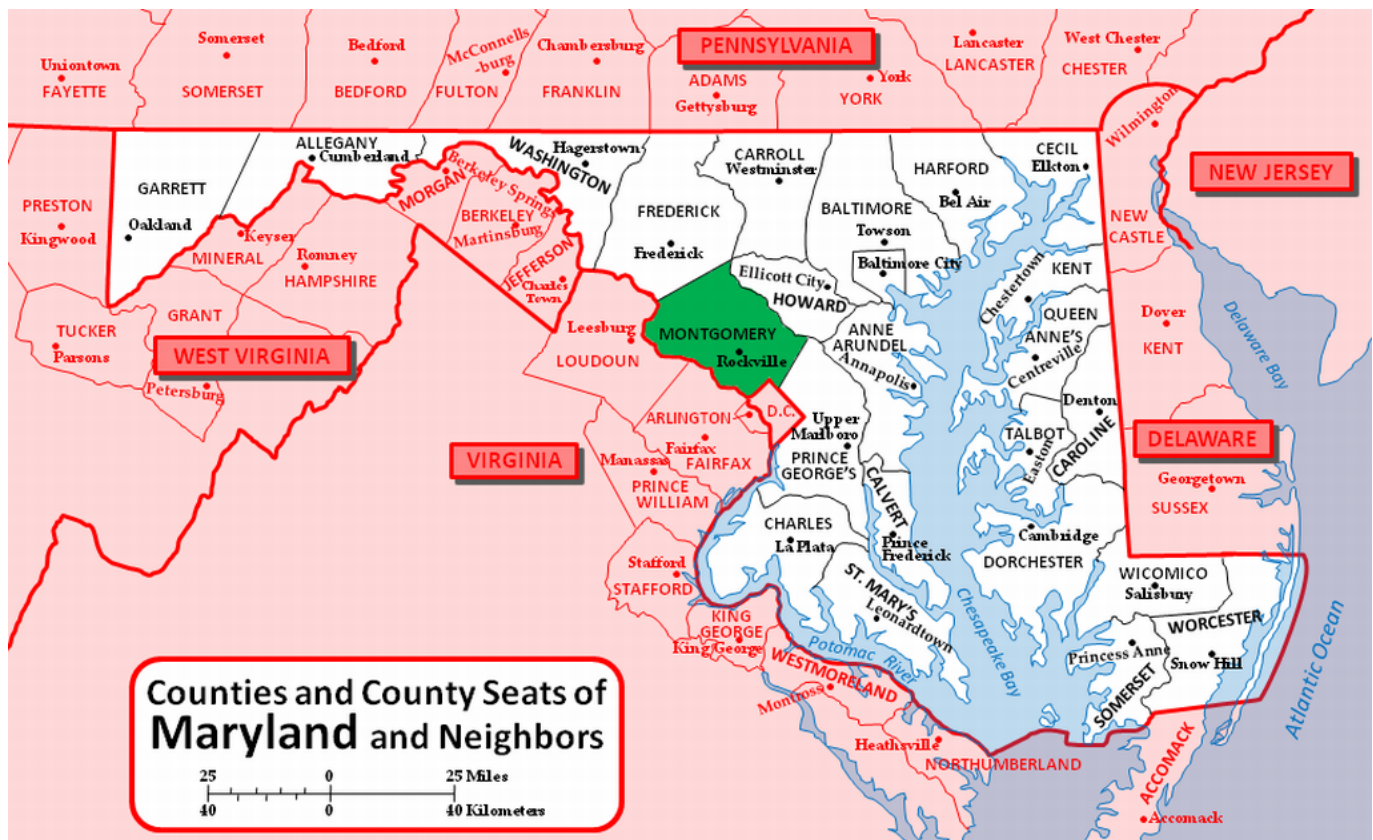 PENNSYLVANIA
Uniontown
FAYETTE
Somerset
SOMERSET
Bedford
BEDFORD
McConnells
-burg
FULTON
Chambersburg
FRANKLIN
ADAMS
Gettysburg
York
YORK
Lancaster
LANCASTER
West Chester
CHESTER
Wilmington
NEW JERSEY
NEW
CASTLE
GARRETT
Oakland
ALLEGANY
Cumberland
WASHINGTON
Hagerstown
FREDERICK
Frederick
CARROLL
Westminster
BALTIMORE
Towson
Baltimore City
HARFORD
Bel Air
CECIL
Elkton
PRESTON
Kingwood
Keyser
MINERAL
Romney
HAMPSHIRE
MORGAN
Berkeley Springs
BERKELEY
Martinsburg
JEFFERSON
Charles
Town
TUCKER
Parsons
GRANT
WEST VIRGINIA
Petersburg
Leesburg
LOUDOUN
MONTGOMERY
Rockville
Ellicott City
HOWARD
ANNE
ARUNDEL
Annapolis
Chestertown
KENT
QUEEN
ANNE'S
Centreville
Dover
KENT
Delaware Bay
ARLINGTON
D.C.
Fairfax
FAIRFAX
VIRGINIA
Manassas
PRINCE
WILLIAM
Upper
Marlboro
PRINCE
GEORGE'S
CALVERT
Prince
Frederick
TALBOT
Easton
Denton
CAROLINE
DELAWARE
Georgetown
SUSSEX
CHARLES
La Plata
Stafford
STAFFORD
KING
GEORGE
King George
ST. MARY'S
Leonardtown
Cambridge
DORCHESTER
WICOMICO
Salisbury
WORCESTER
Snow Hill
Princess Anne
SOMERSET
Potomac River
Chesapeake Bay
Atlantic Ocean
WESTMORELAND
Montross
Heathsville
NORTHUMBERLAND
ACCOMACK
Accomack
Counties and County Seats of
Maryland and Neighbors
25 0 25 Miles
40 0 40 Kilometers